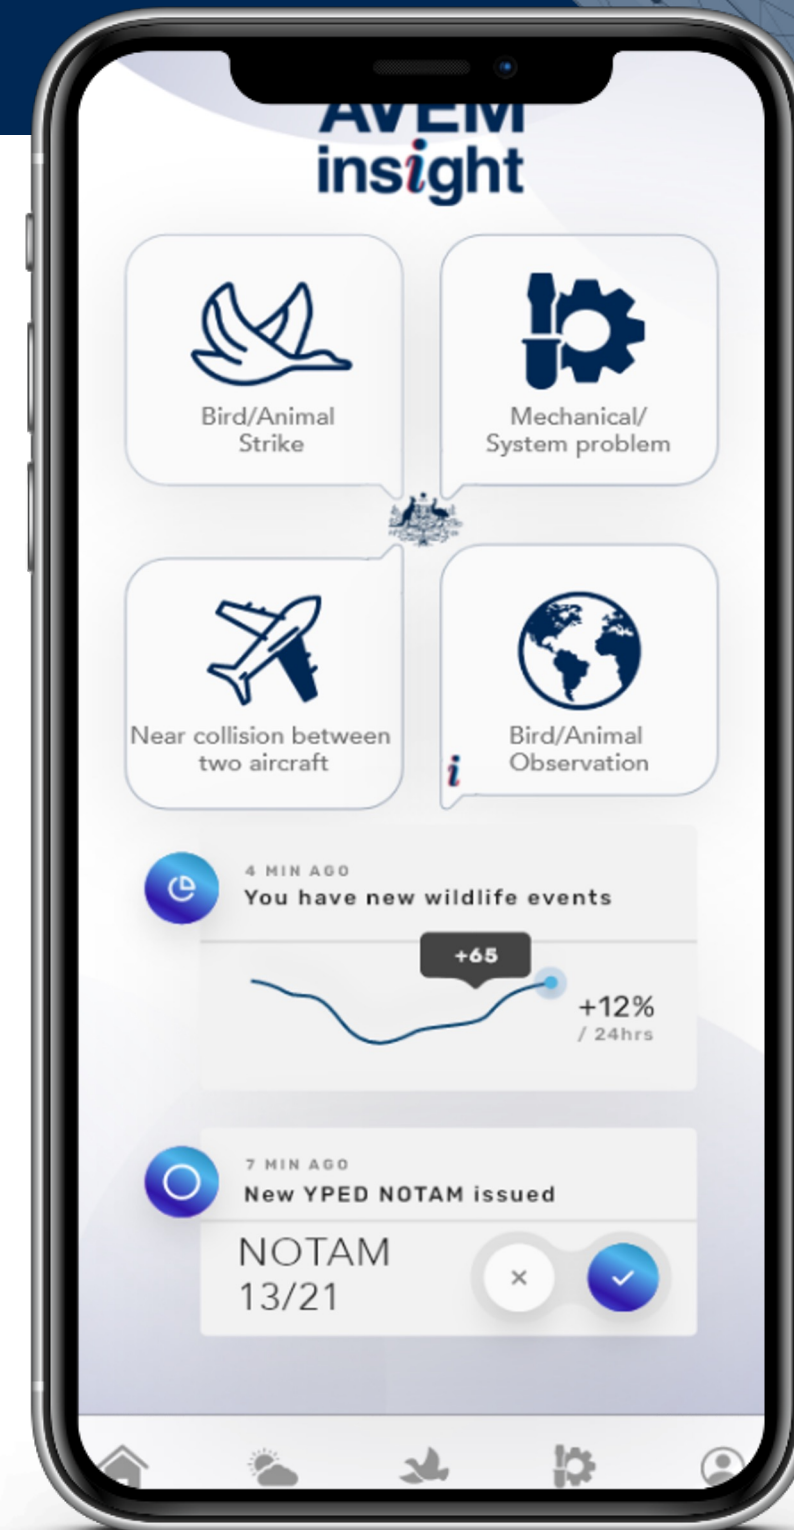 AVEM
insight
Bird/Animal
Strike
Mechanical/
System problem
Near collision between
two aircraft
i
Bird/Animal
Observation
4 MIN AGO
You have new wildlife events
+65
+12%
/ 24hrs
7 MIN AGO
New YPED NOTAM issued
NOTAM
13/21